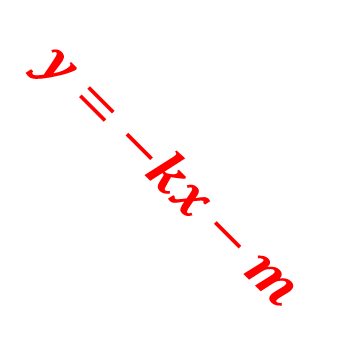 y = −kx − m